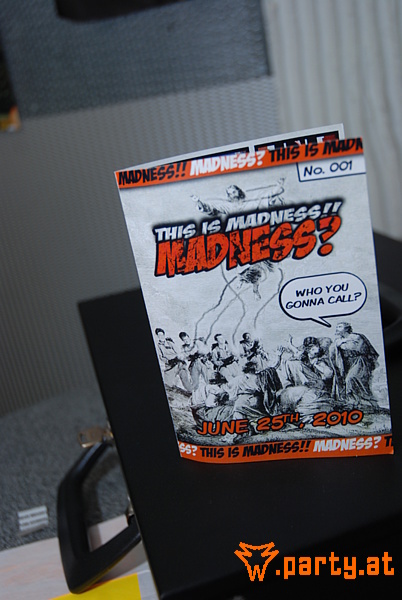 MADNESS!! MADNESS? THIS IS MADN
No. 001
THIS IS MADNESS!!
MADNESS?
WHO YOU
GONNA CALL?
JUNE 25TH, 2010
THIS IS MADNESS!! MADNESS? T
.party.at